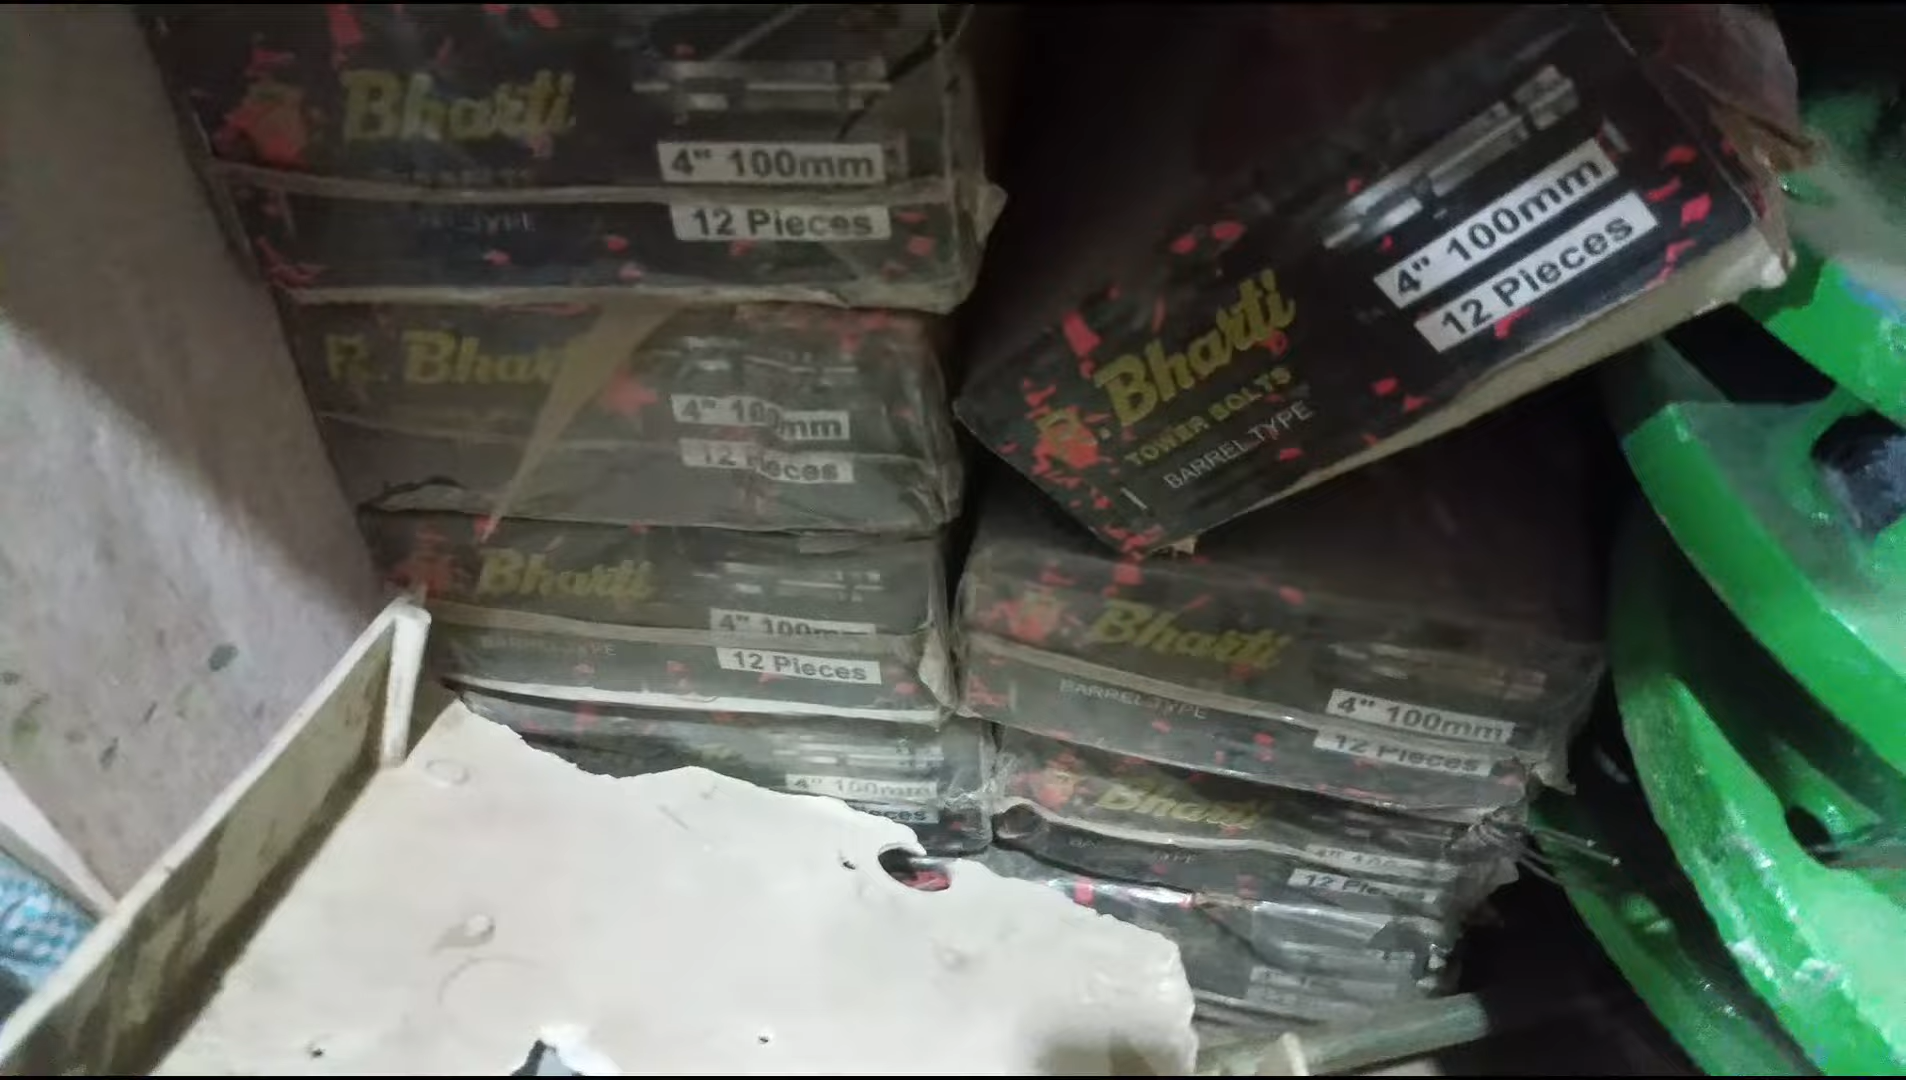 Bharti
4" 100mm
12 Pieces
R. Bharti
4" 100mm
12 Pieces
Bharti
BARREL TYPE
4" 100mm
12 Pieces
4" 100mm
R. Bharti
TOWER BOLTS
BARREL TYPE
4" 100mm
12 Pieces
Bharti
BARREL TYPE
4" 100mm
12 Pieces
Bharti
12 Pieces